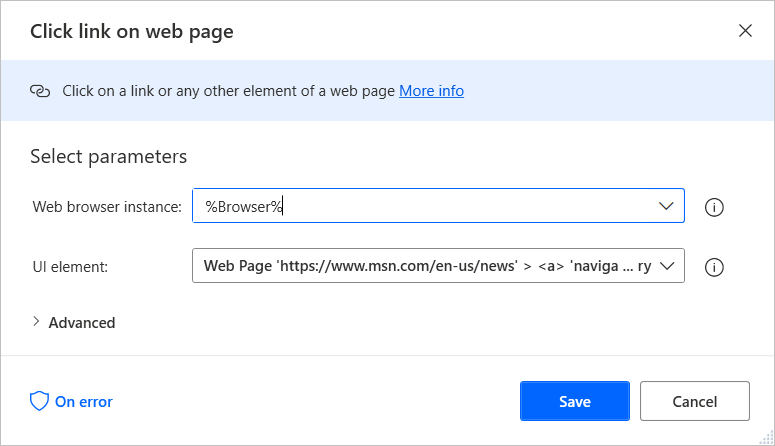 Click link on web page
Click on a link or any other element of a web page More info
Select parameters
Web browser instance: %Browser%
UI element: Web Page 'https://www.msn.com/en-us/news' > <a> 'naviga ... ry
Advanced
On error Save Cancel